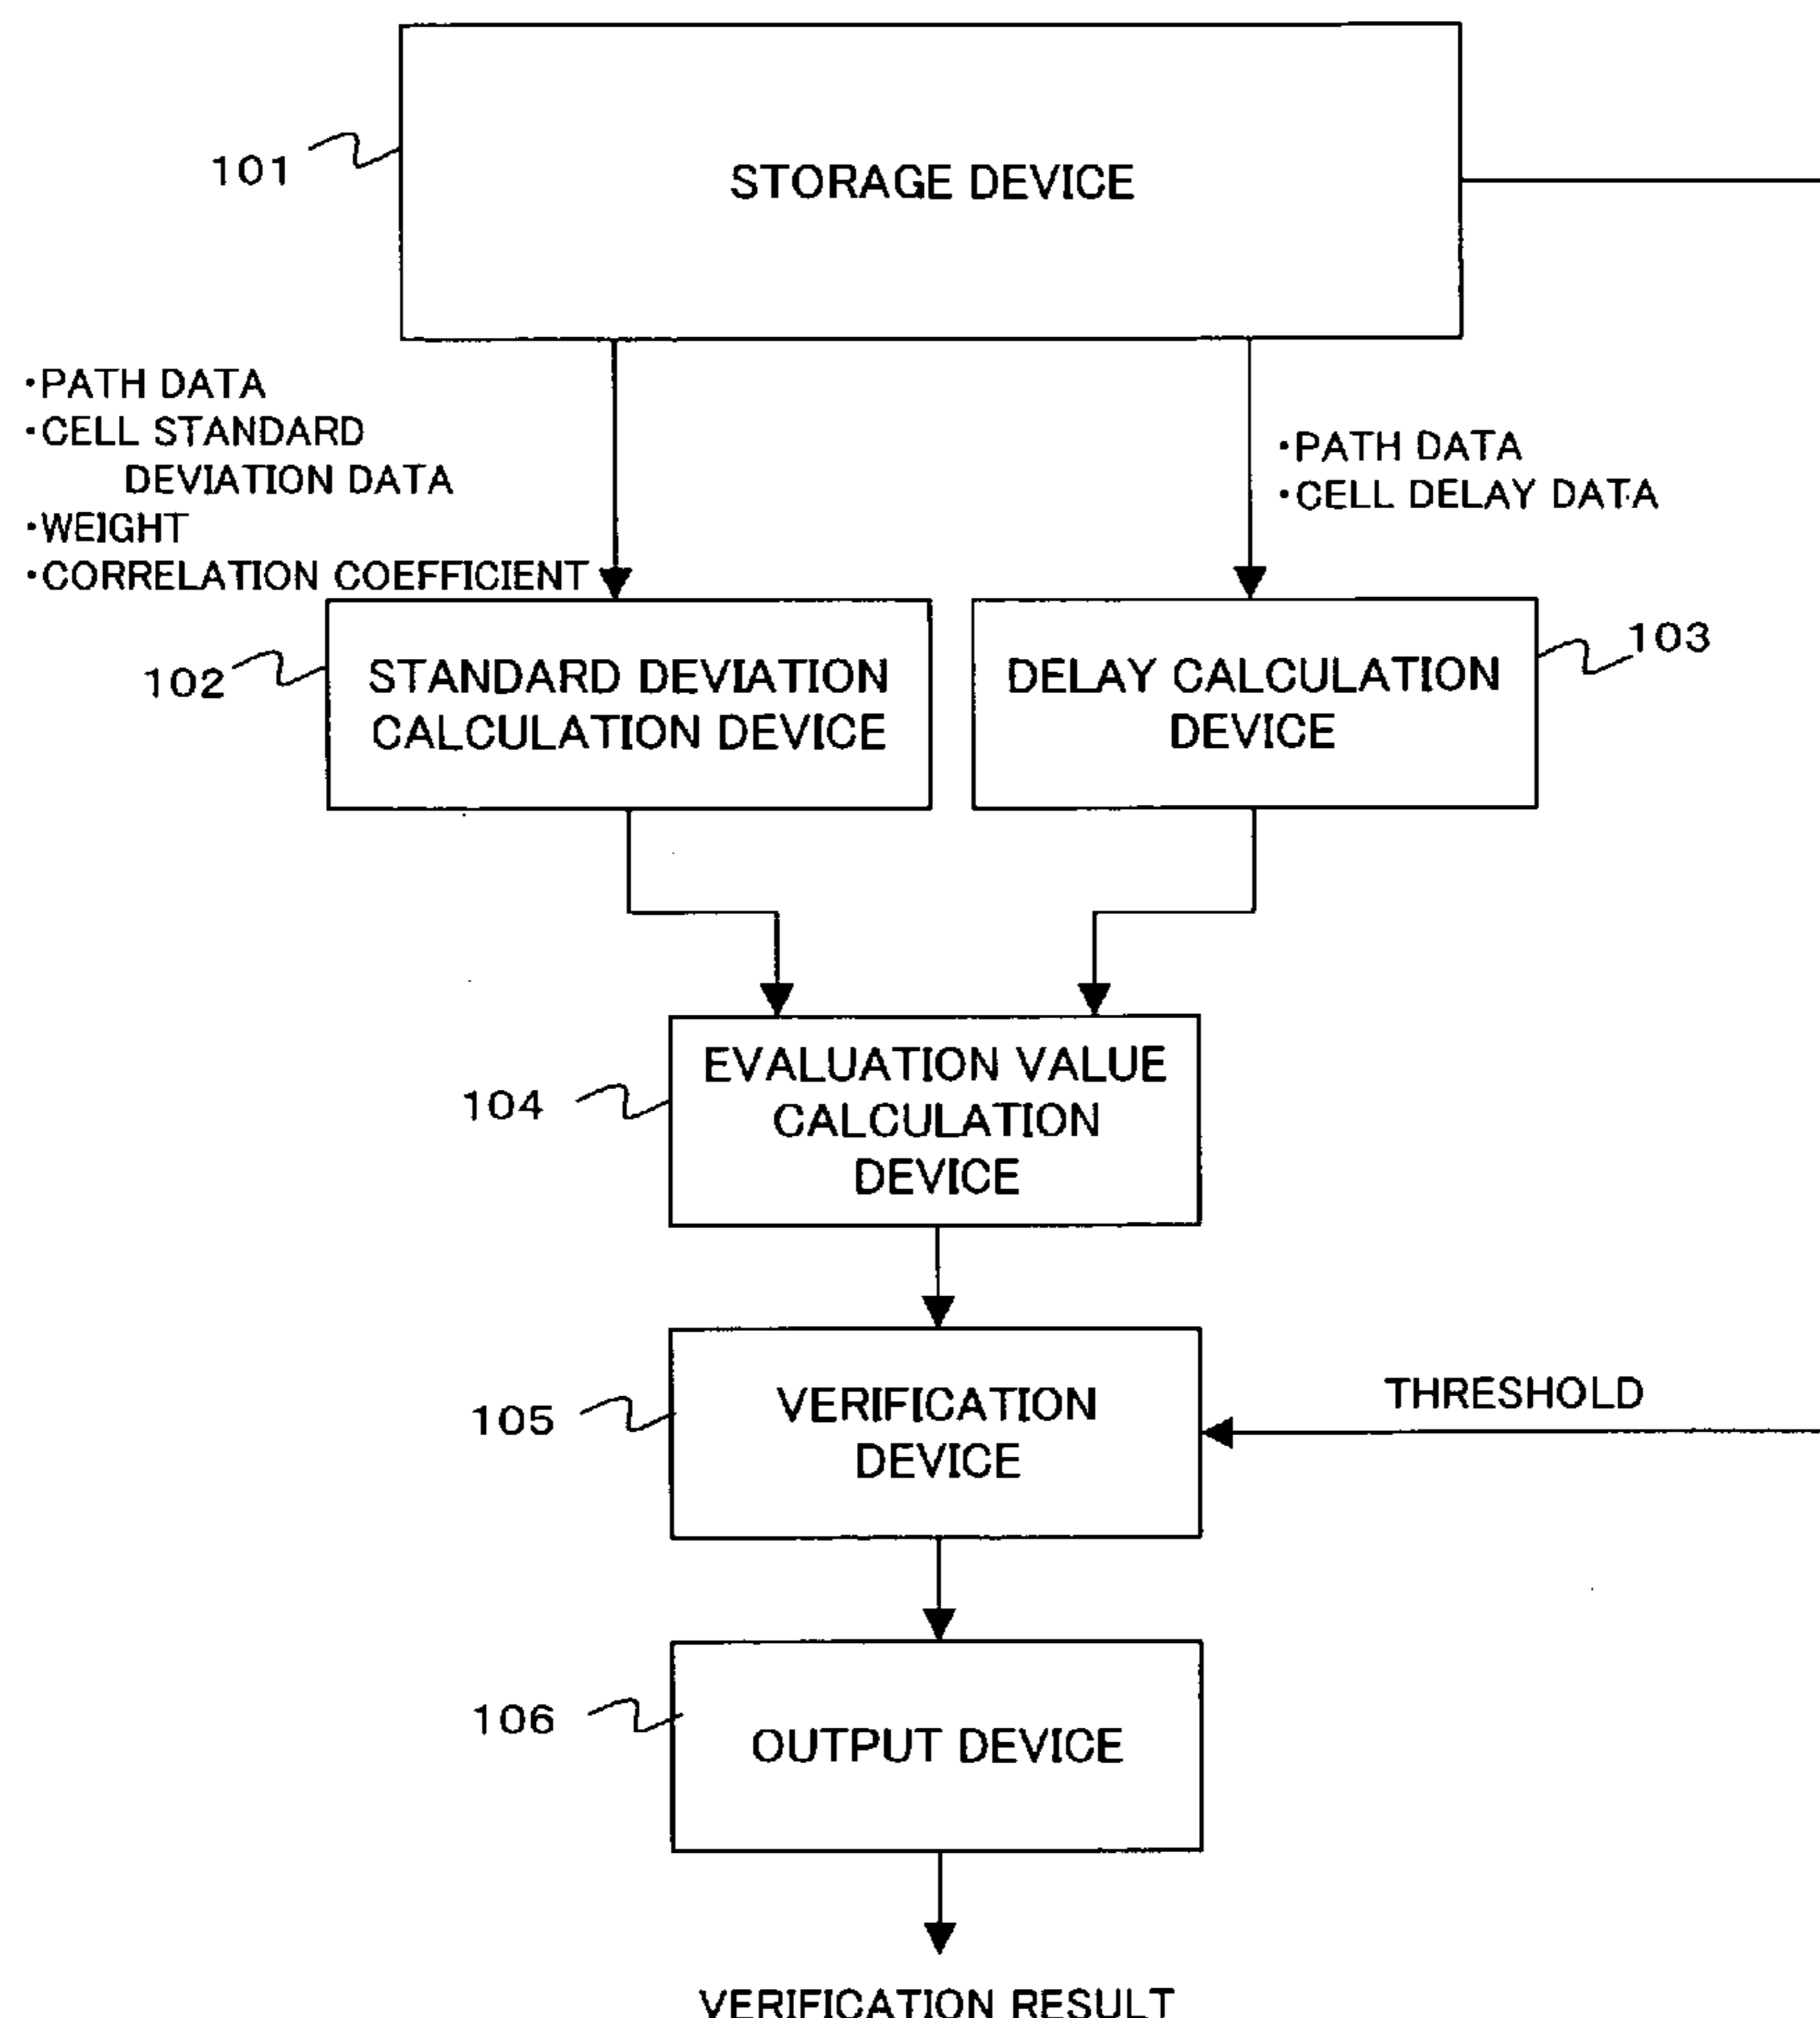 101
STORAGE DEVICE
・PATH DATA
・CELL STANDARD
DEVIATION DATA
・WEIGHT
・CORRELATION COEFFICIENT
・PATH DATA
・CELL DELAY DATA
102
STANDARD DEVIATION
CALCULATION DEVICE
DELAY CALCULATION
DEVICE
103
104
EVALUATION VALUE
CALCULATION
DEVICE
105
VERIFICATION
DEVICE
THRESHOLD
106
OUTPUT DEVICE
VERIFICATION RESULT